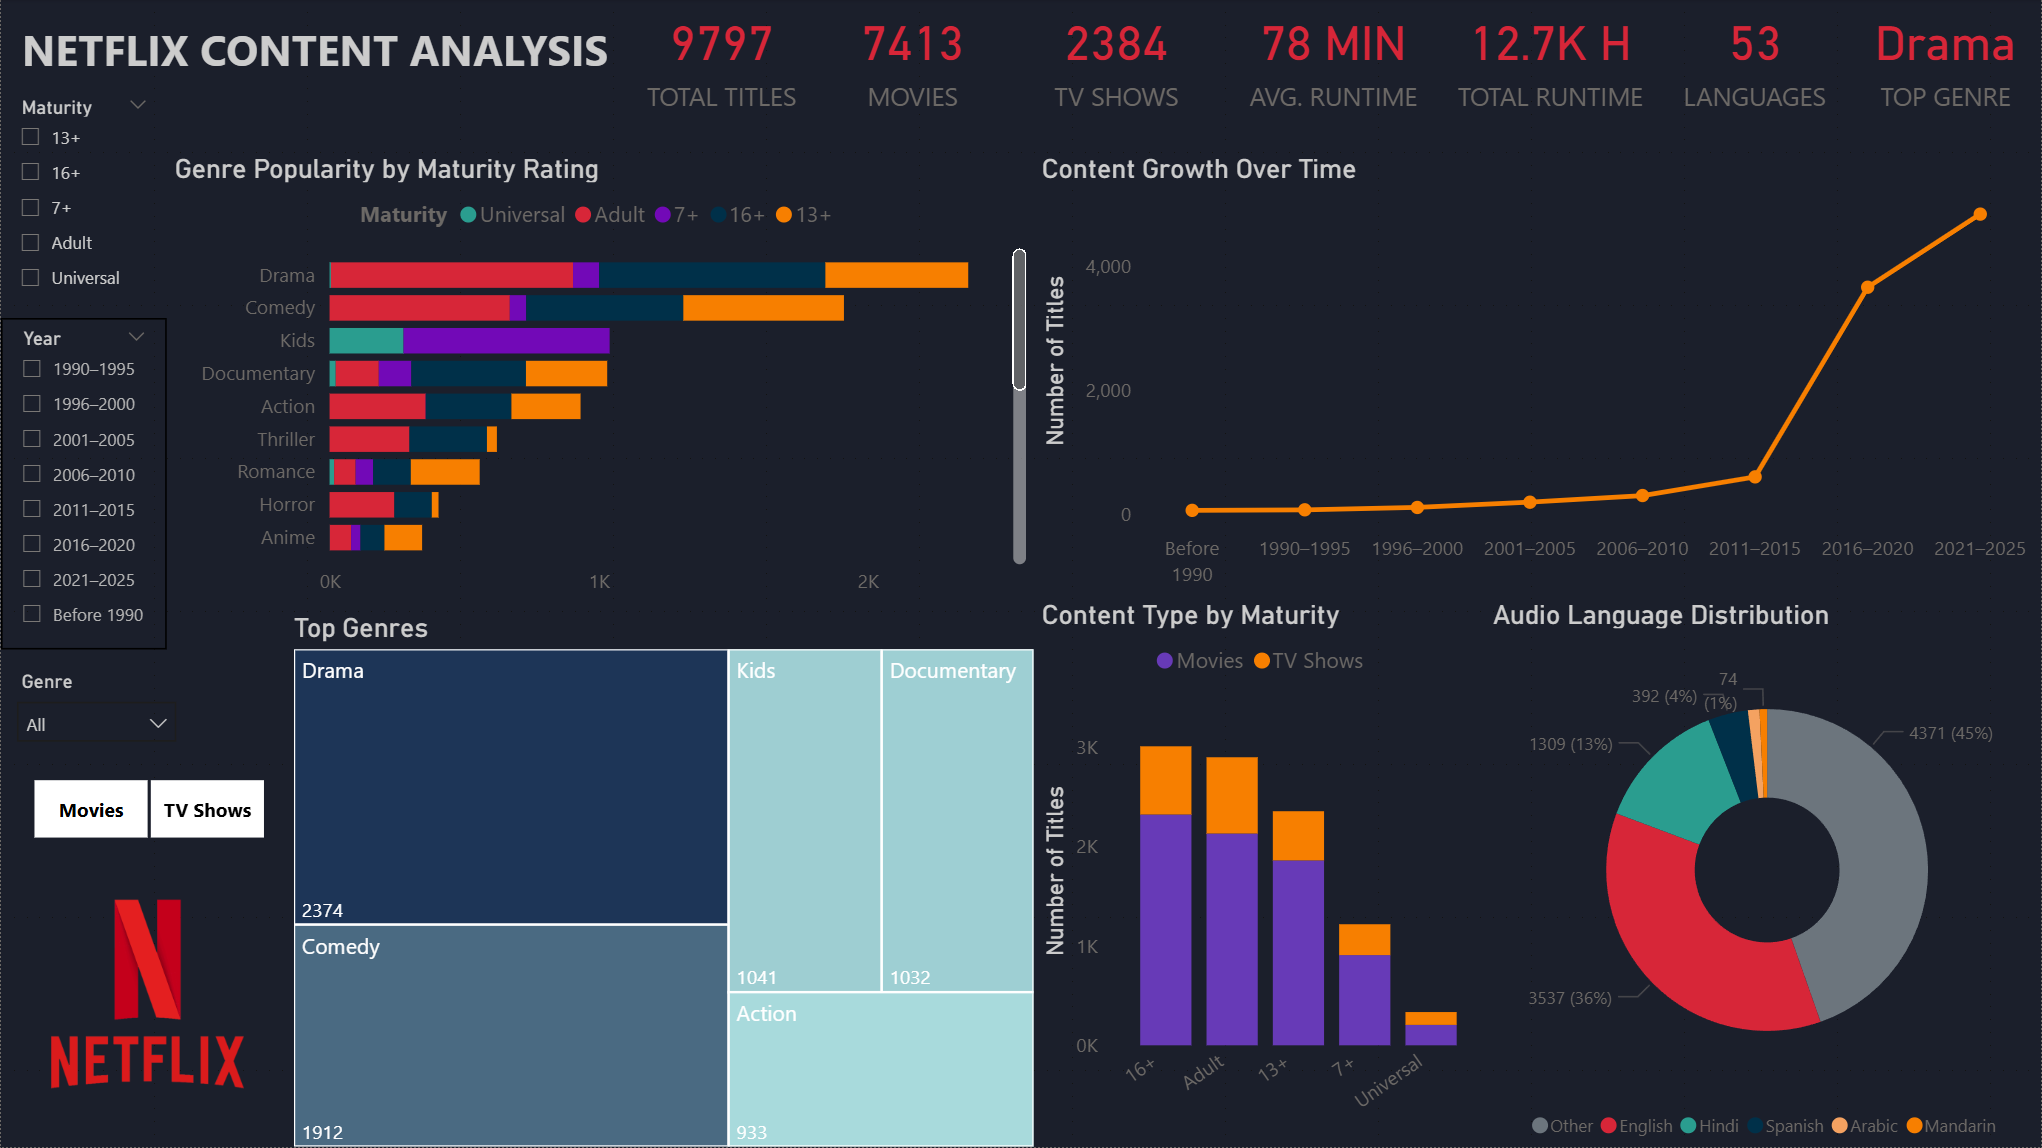 NETFLIX CONTENT ANALYSIS
9797
TOTAL TITLES
7413
MOVIES
2384
TV SHOWS
78 MIN
AVG. RUNTIME
12.7K H
TOTAL RUNTIME
53
LANGUAGES
Drama
TOP GENRE
Maturity
13+
16+
7+
Adult
Universal
Year
1990–1995
1996–2000
2001–2005
2006–2010
2011–2015
2016–2020
2021–2025
Before 1990
Genre
All
Movies
TV Shows
NETFLIX
Genre Popularity by Maturity Rating
Maturity Universal Adult 7+ 16+ 13+
Drama
Comedy
Kids
Documentary
Action
Thriller
Romance
Horror
Anime
0K 1K 2K
Content Growth Over Time
Number of Titles
4,000
2,000
0
Before 1990–1995 1996–2000 2001–2005 2006–2010 2011–2015 2016–2020 2021–2025
1990
Top Genres
Drama
2374
Comedy
1912
Kids
1041
Documentary
1032
Action
933
Content Type by Maturity
Movies TV Shows
Number of Titles
3K
2K
1K
0K
16+ Adult 13+ 7+ Universal
Audio Language Distribution
74
(1%)
392 (4%)
1309 (13%)
4371 (45%)
3537 (36%)
Other English Hindi Spanish Arabic Mandarin